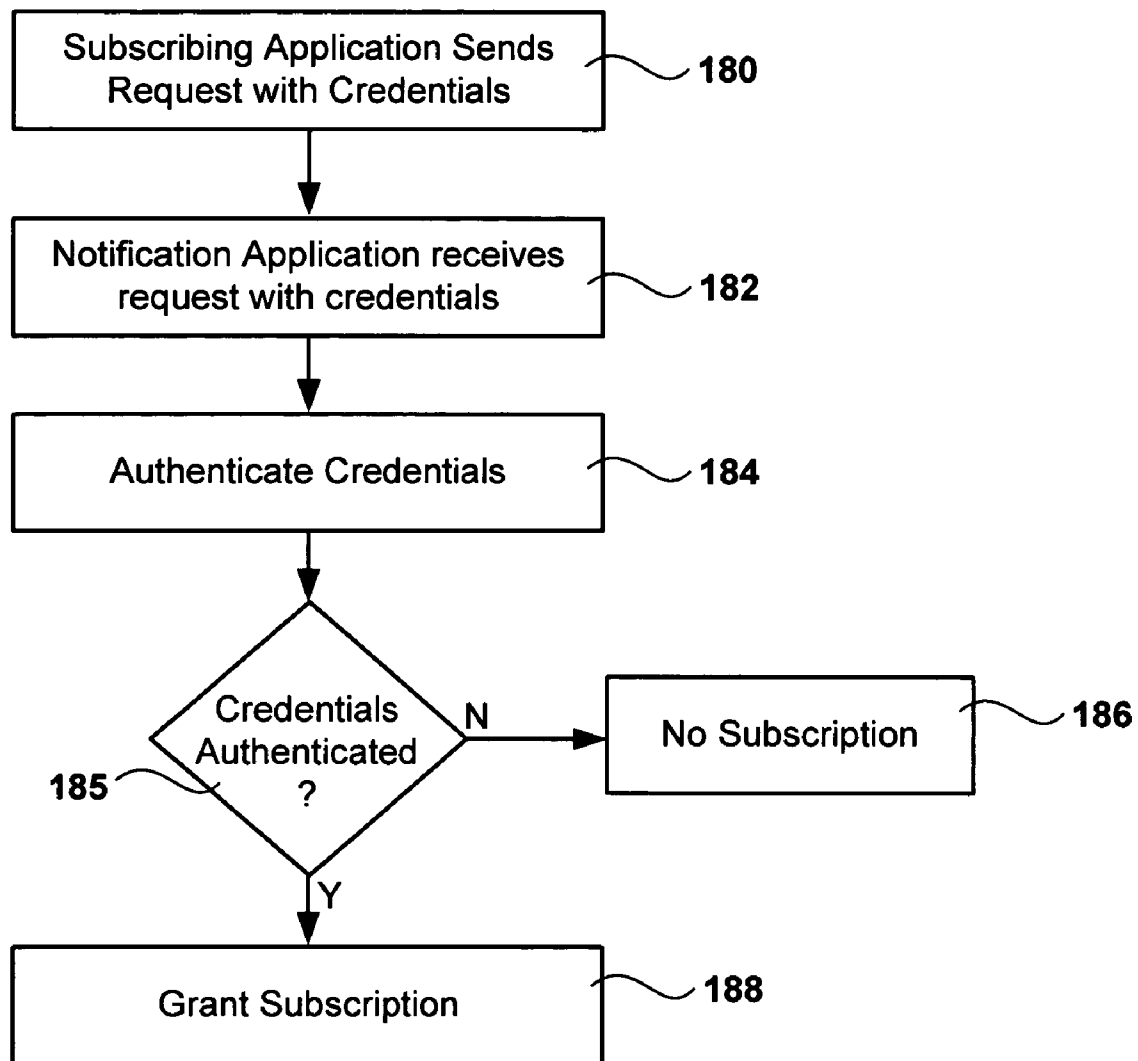 Subscribing Application Sends
Request with Credentials
180
Notification Application receives
request with credentials
182
Authenticate Credentials
184
Credentials
Authenticated
?
185
N
No Subscription
186
Y
Grant Subscription
188